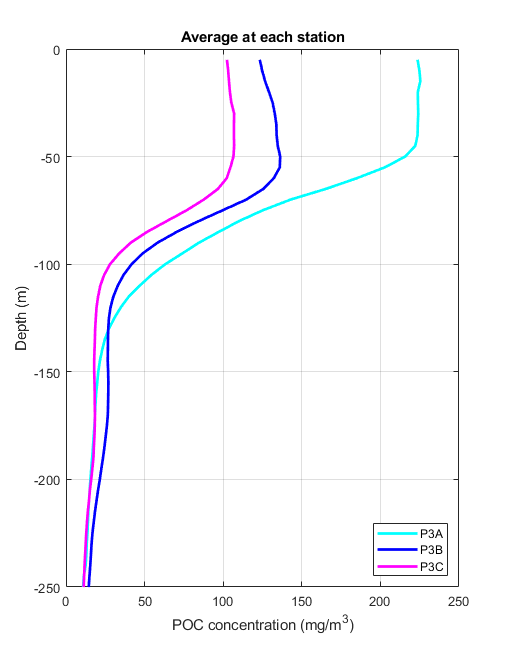 Average at each station
0
-50
-100
-150
-200
-250
Depth (m)
P3A
P3B
P3C
0 50 100 150 200 250
POC concentration (mg/m³)